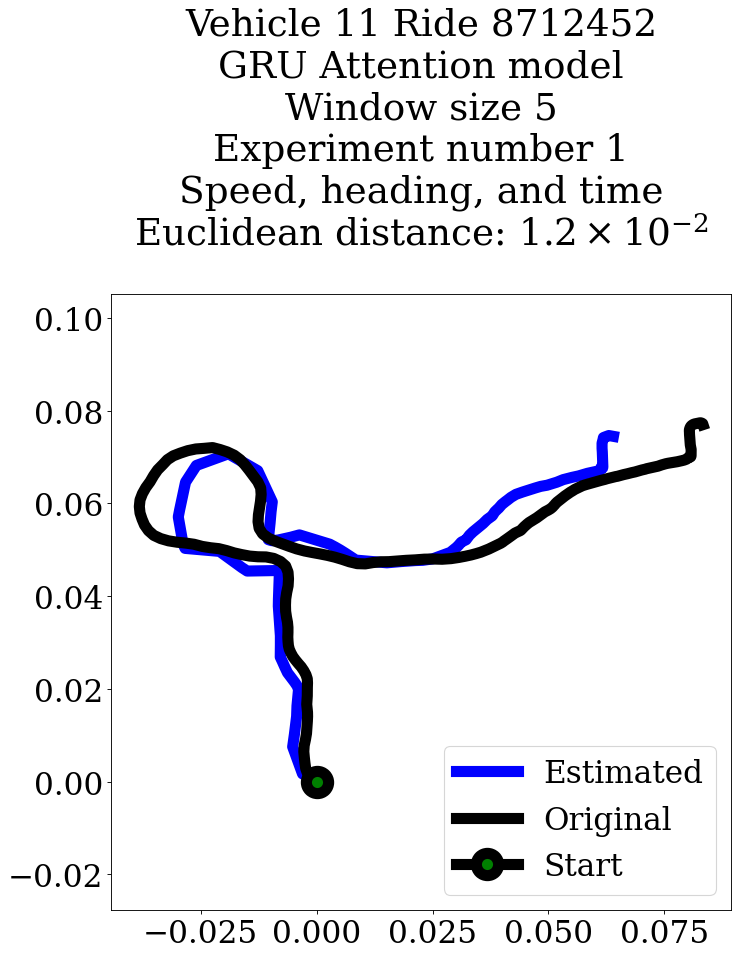 Vehicle 11 Ride 8712452
GRU Attention model
Window size 5
Experiment number 1
Speed, heading, and time
Euclidean distance: 1.2 × 10⁻²
0.10
0.08
0.06
0.04
0.02
0.00
−0.02
Estimated
Original
Start
−0.025 0.000 0.025 0.050 0.075